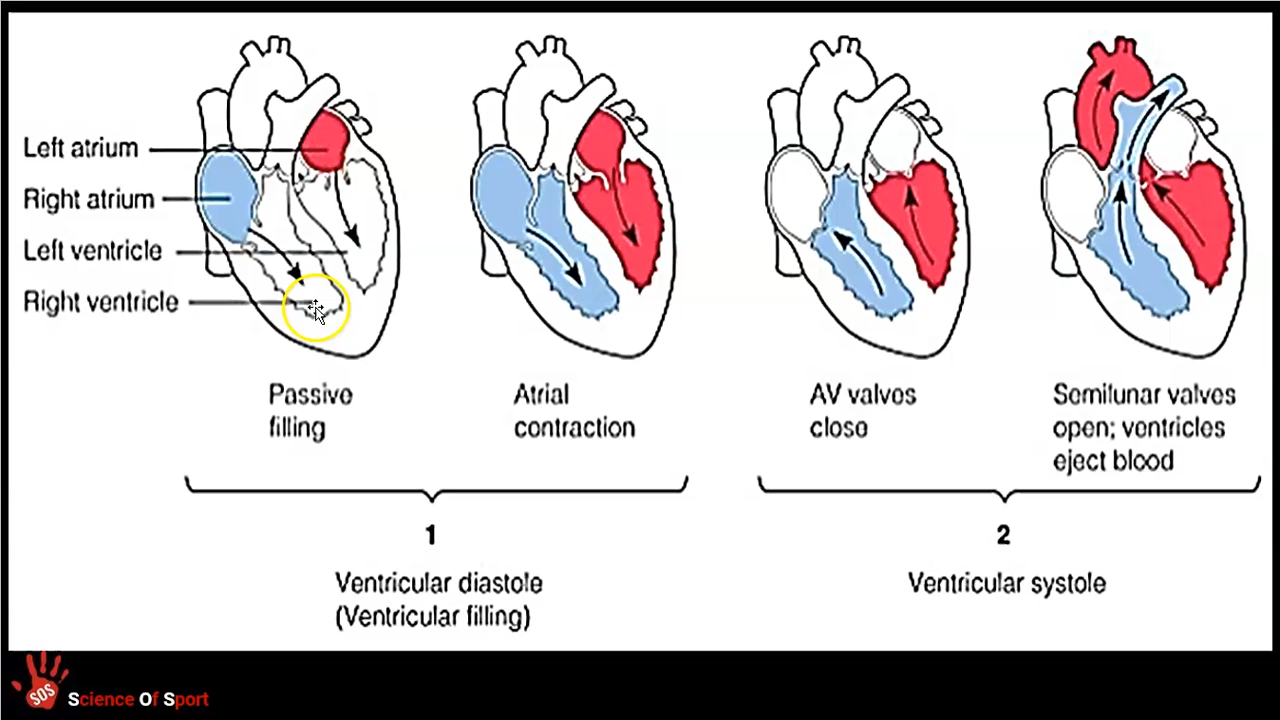 Left atrium
Right atrium
Left ventricle
Right ventricle
Passive
filling
Atrial
contraction
AV valves
close
Semilunar valves
open; ventricles
eject blood
1
2
Ventricular diastole
(Ventricular filling)
Ventricular systole
SOS
Science Of Sport